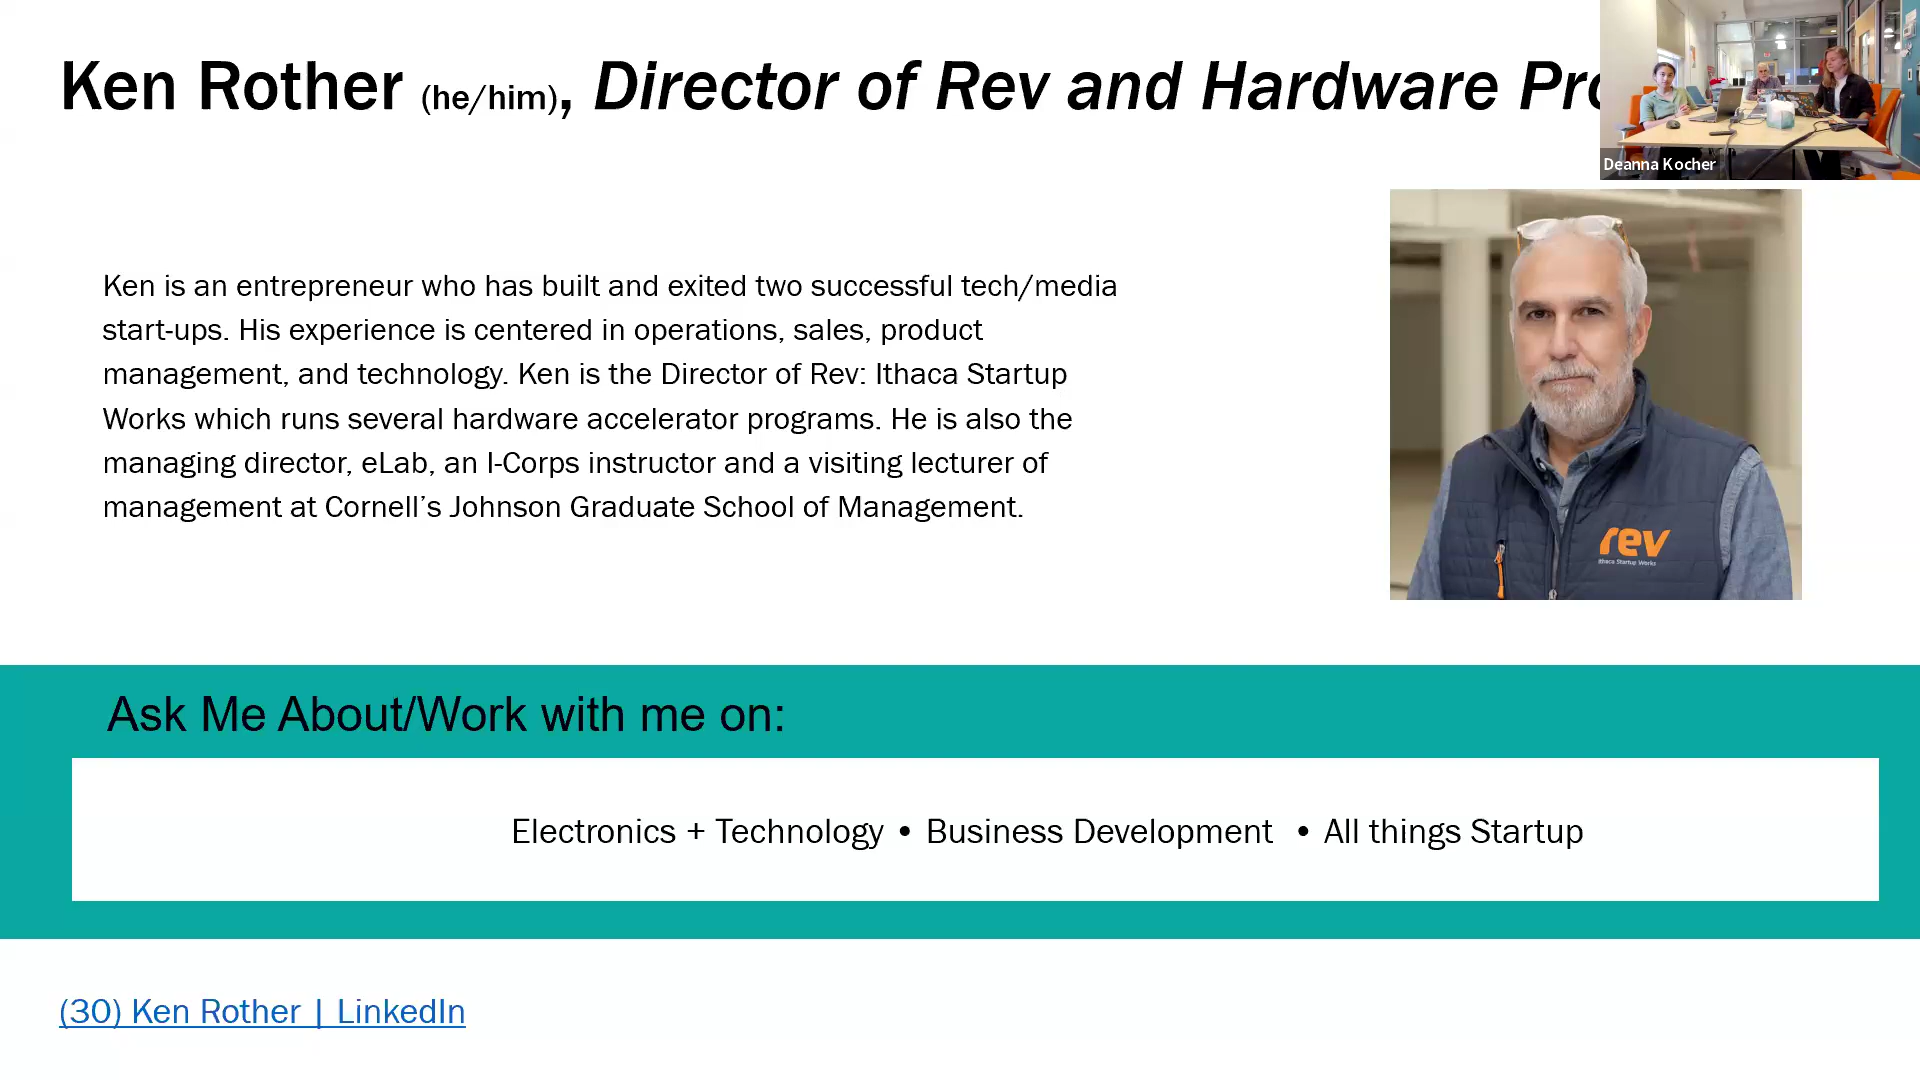 Ken Rother (he/him), Director of Rev and Hardware
Deanna Kocher
Ken is an entrepreneur who has built and exited two successful tech/media
start-ups. His experience is centered in operations, sales, product
management, and technology. Ken is the Director of Rev: Ithaca Startup
Works which runs several hardware accelerator programs. He is also the
managing director, eLab, an I-Corps instructor and a visiting lecturer of
management at Cornell’s Johnson Graduate School of Management.
rev
Ithaca Startup Works
Ask Me About/Work with me on:
Electronics + Technology • Business Development • All things Startup
(30) Ken Rother | LinkedIn